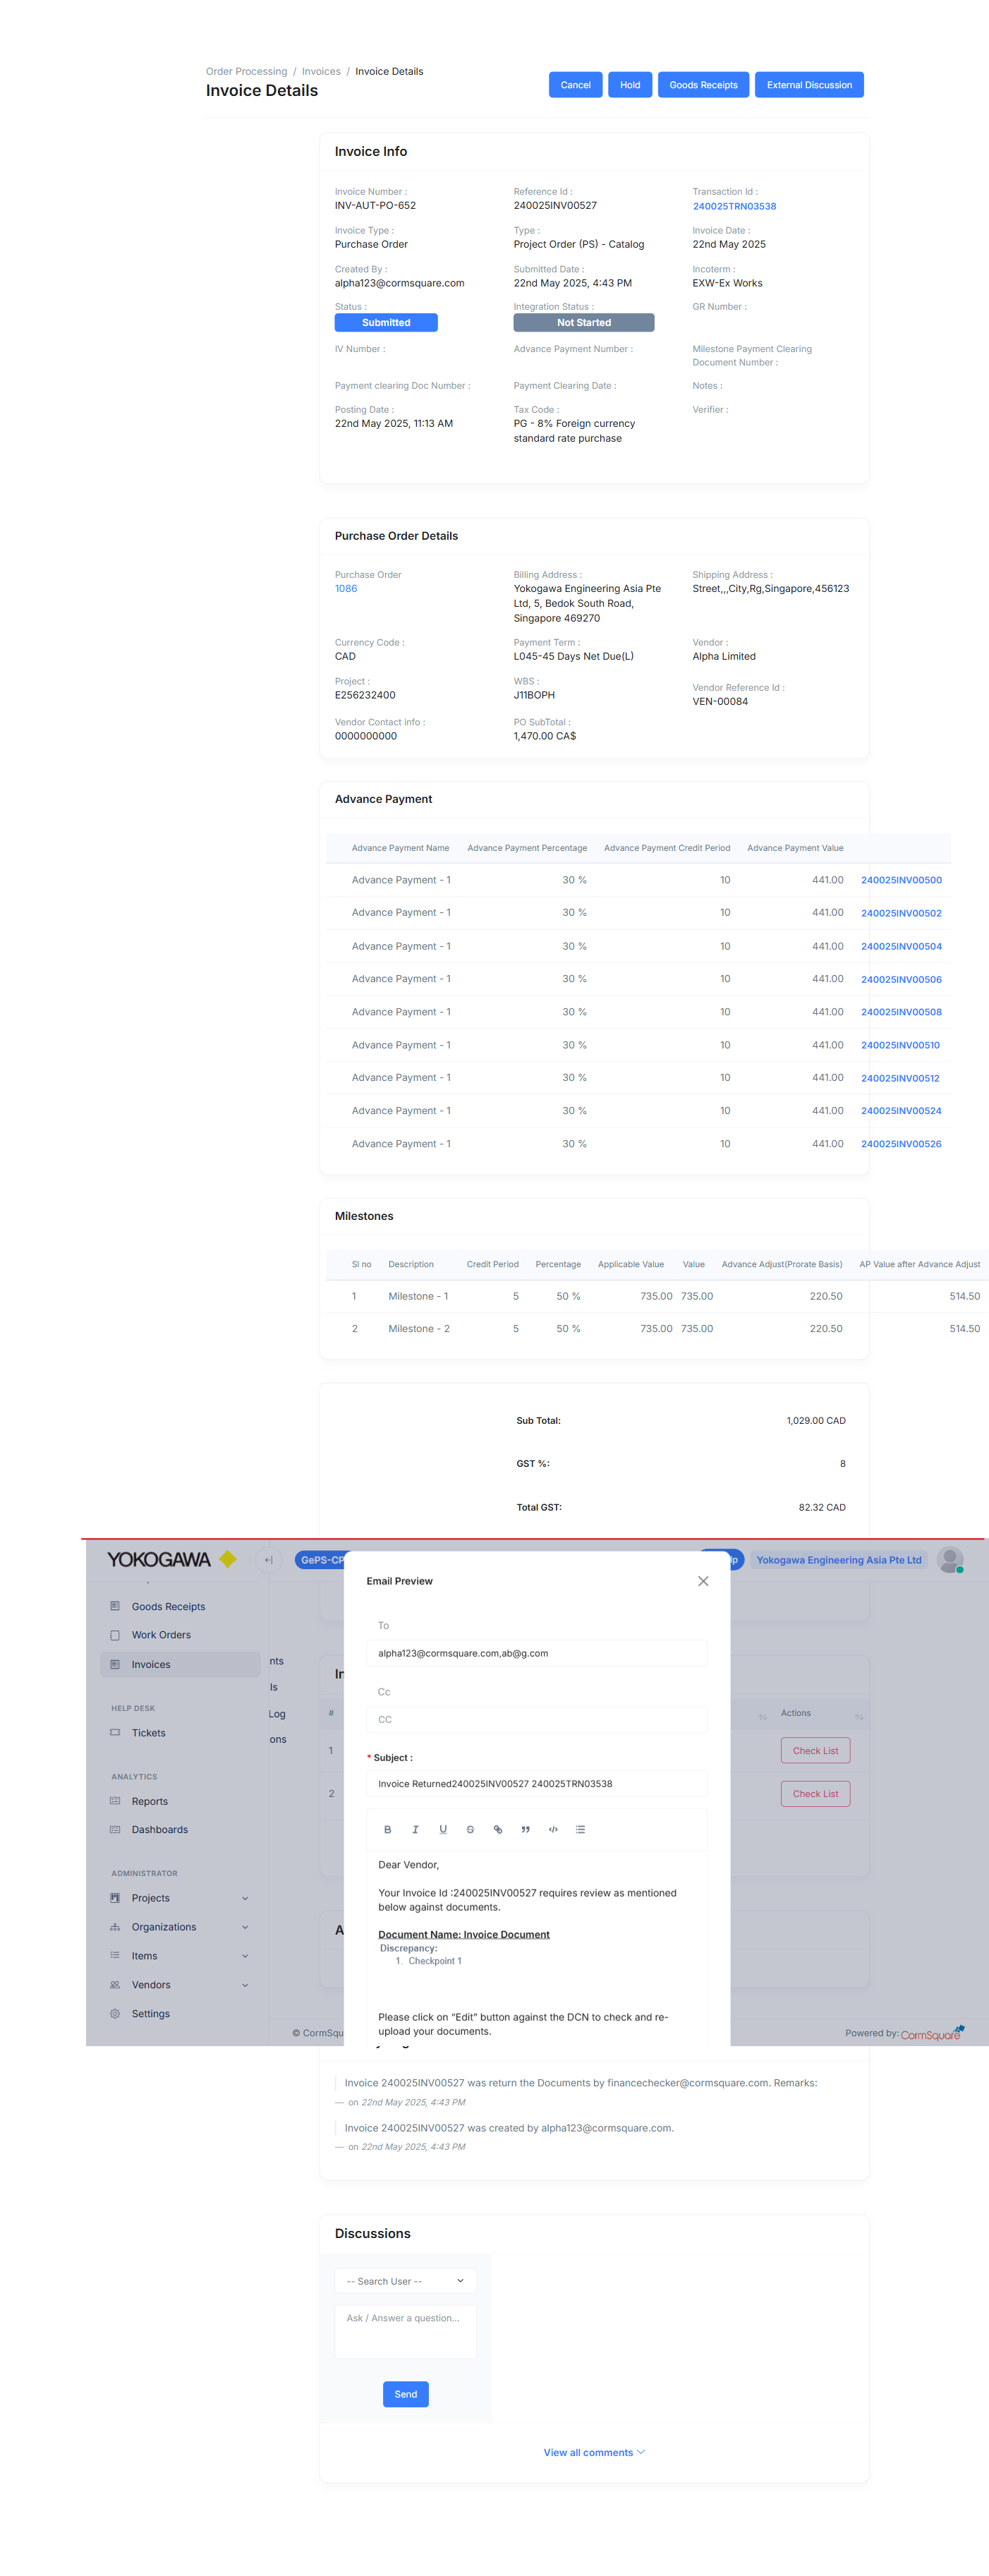 Order Processing / Invoices / Invoice Details
Invoice Details
Cancel Hold Goods Receipts External Discussion
Invoice Info
Invoice Number : Reference Id : Transaction Id :
INV-AUT-PO-652 240025INV00527 240025TRN03538
Invoice Type : Type : Invoice Date :
Purchase Order Project Order (PS) - Catalog 22nd May 2025
Created By : Submitted Date : Incoterm :
alpha123@cormsquare.com 22nd May 2025, 4:43 PM EXW-Ex Works
Status : Integration Status : GR Number :
Submitted Not Started
IV Number : Advance Payment Number : Milestone Payment Clearing
Document Number :
Payment clearing Doc Number : Payment Clearing Date : Notes :
Posting Date : Tax Code : Verifier :
22nd May 2025, 11:13 AM PG - 8% Foreign currency
standard rate purchase
Purchase Order Details
Purchase Order Billing Address : Shipping Address :
1086 Yokogawa Engineering Asia Pte Street,,,City,Rg,Singapore,456123
Ltd, 5, Bedok South Road,
Singapore 469270
Currency Code : Payment Term : Vendor :
CAD L045-45 Days Net Due(L) Alpha Limited
Project : WBS : Vendor Reference Id :
E256232400 J11BOPH VEN-00084
Vendor Contact info : PO SubTotal :
0000000000 1,470.00 CA$
Advance Payment
Advance Payment Name Advance Payment Percentage Advance Payment Credit Period Advance Payment Value
Advance Payment - 1 30 % 10 441.00 240025INV00500
Advance Payment - 1 30 % 10 441.00 240025INV00502
Advance Payment - 1 30 % 10 441.00 240025INV00504
Advance Payment - 1 30 % 10 441.00 240025INV00506
Advance Payment - 1 30 % 10 441.00 240025INV00508
Advance Payment - 1 30 % 10 441.00 240025INV00510
Advance Payment - 1 30 % 10 441.00 240025INV00512
Advance Payment - 1 30 % 10 441.00 240025INV00524
Advance Payment - 1 30 % 10 441.00 240025INV00526
Milestones
Sl no Description Credit Period Percentage Applicable Value Value Advance Adjust(Prorate Basis) AP Value after Advance Adjust
1 Milestone - 1 5 50 % 735.00 735.00 220.50 514.50
2 Milestone - 2 5 50 % 735.00 735.00 220.50 514.50
Sub Total: 1,029.00 CAD
GST %: 8
Total GST: 82.32 CAD
YOKOGAWA GePS-CP lp Yokogawa Engineering Asia Pte Ltd
Goods Receipts
Work Orders
Invoices
HELP DESK
Tickets
ANALYTICS
Reports
Dashboards
ADMINISTRATOR
Projects
Organizations
Items
Vendors
Settings
nts
ls
Log
ons
In
# Actions
1 Check List
2 Check List
A
Email Preview
To
alpha123@cormsquare.com,ab@g.com
Cc
CC
* Subject :
Invoice Returned240025INV00527 240025TRN03538
Dear Vendor,
Your Invoice Id :240025INV00527 requires review as mentioned
below against documents.
Document Name: Invoice Document
Discrepancy:
1. Checkpoint 1
Please click on "Edit" button against the DCN to check and re-
upload your documents.
© CormSqu Powered by: CormSquare
Invoice 240025INV00527 was return the Documents by financechecker@cormsquare.com. Remarks:
— on 22nd May 2025, 4:43 PM
Invoice 240025INV00527 was created by alpha123@cormsquare.com.
— on 22nd May 2025, 4:43 PM
Discussions
-- Search User --
Ask / Answer a question...
Send
View all comments